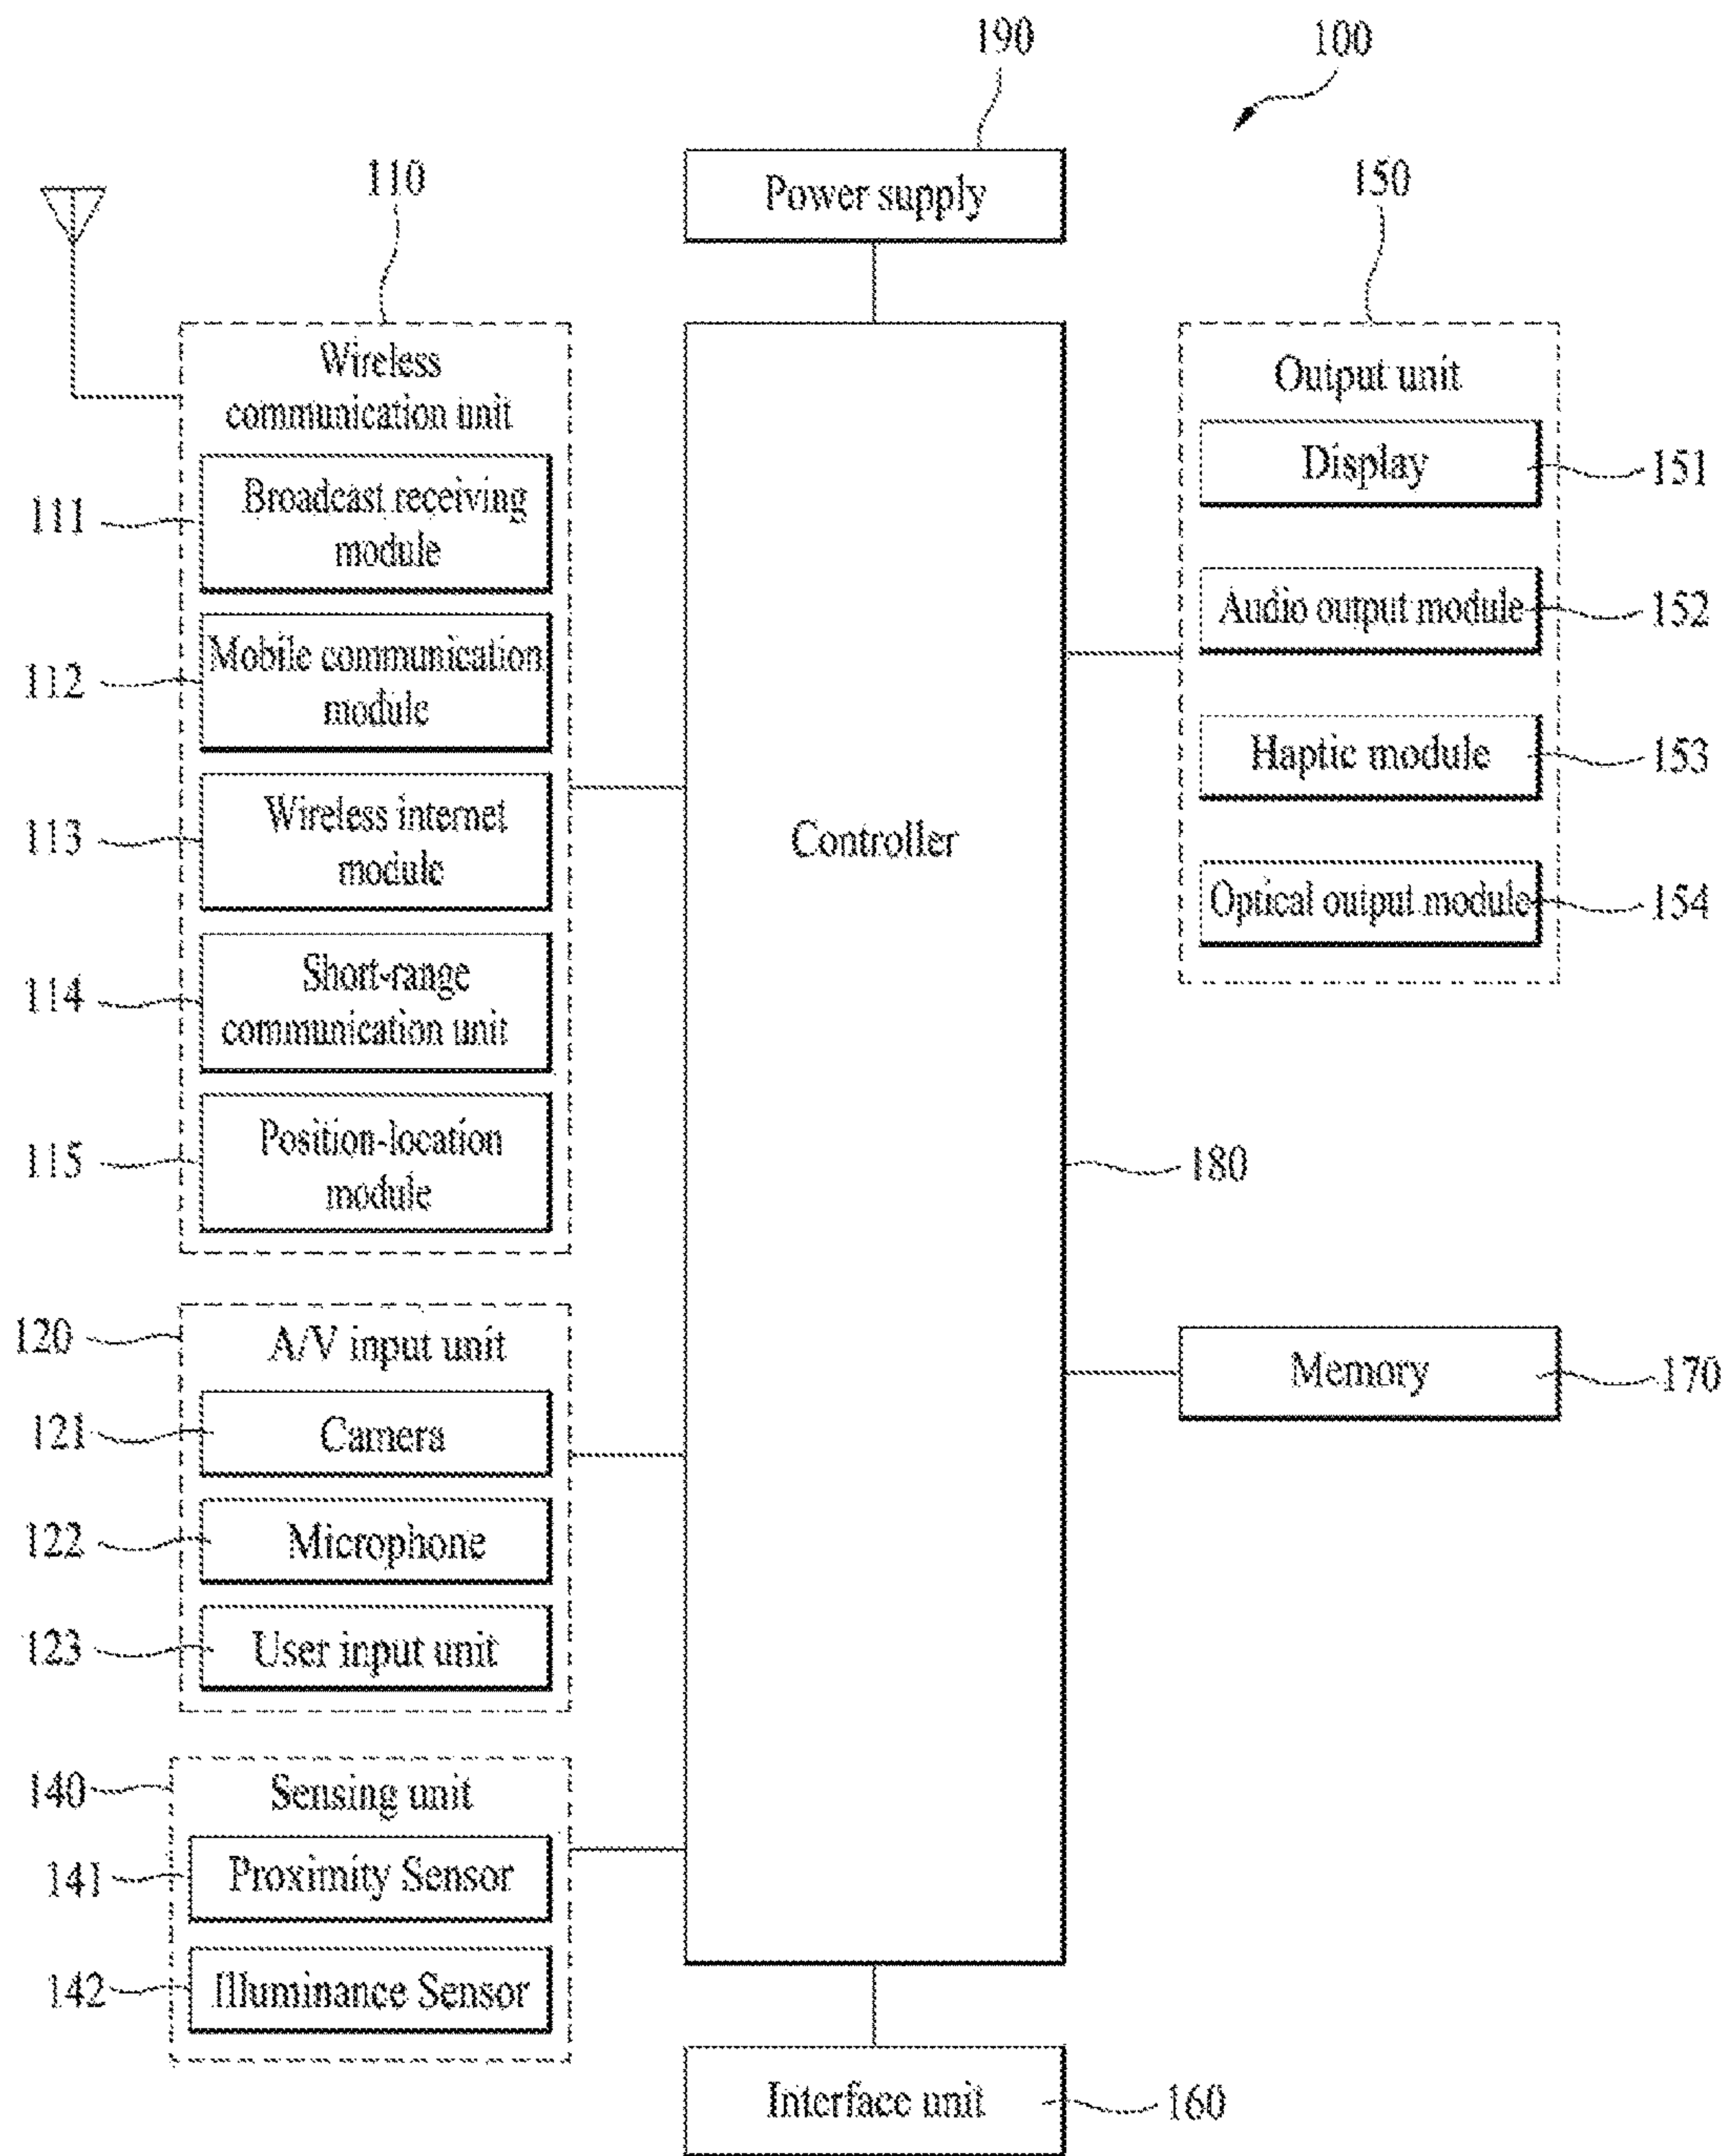 190
100
110
Power supply
150
Wireless
communication unit
111
Broadcast receiving
module
112
Mobile communication
module
113
Wireless internet
module
114
Short-range
communication unit
115
Position-location
module
120
A/V input unit
121
Camera
122
Microphone
123
User input unit
140
Sensing unit
141
Proximity Sensor
142
Illuminance Sensor
Controller
180
Output unit
Display
151
Audio output module
152
Haptic module
153
Optical output module
154
Memory
170
Interface unit
160